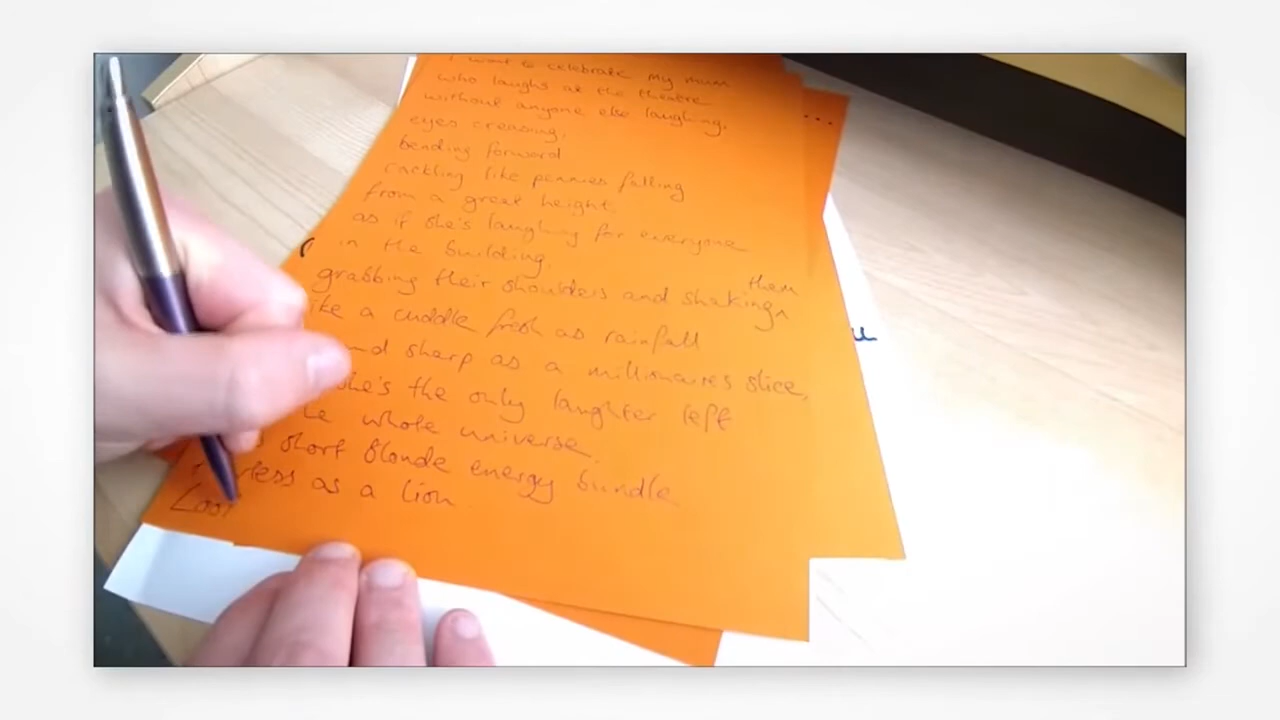 I want to celebrate my mum
who laughs at the theatre
without anyone else laughing.
eyes creasing,
bending forward
cackling like pennies falling
from a great height
as if she's laughing for everyone
in the building.
grabbing their shoulders and shaking them
like a cuddle fresh as rainfall
and sharp as a millionaires slice,
she's the only laughter left
whole universe.
short blonde energy bundle
as a lion